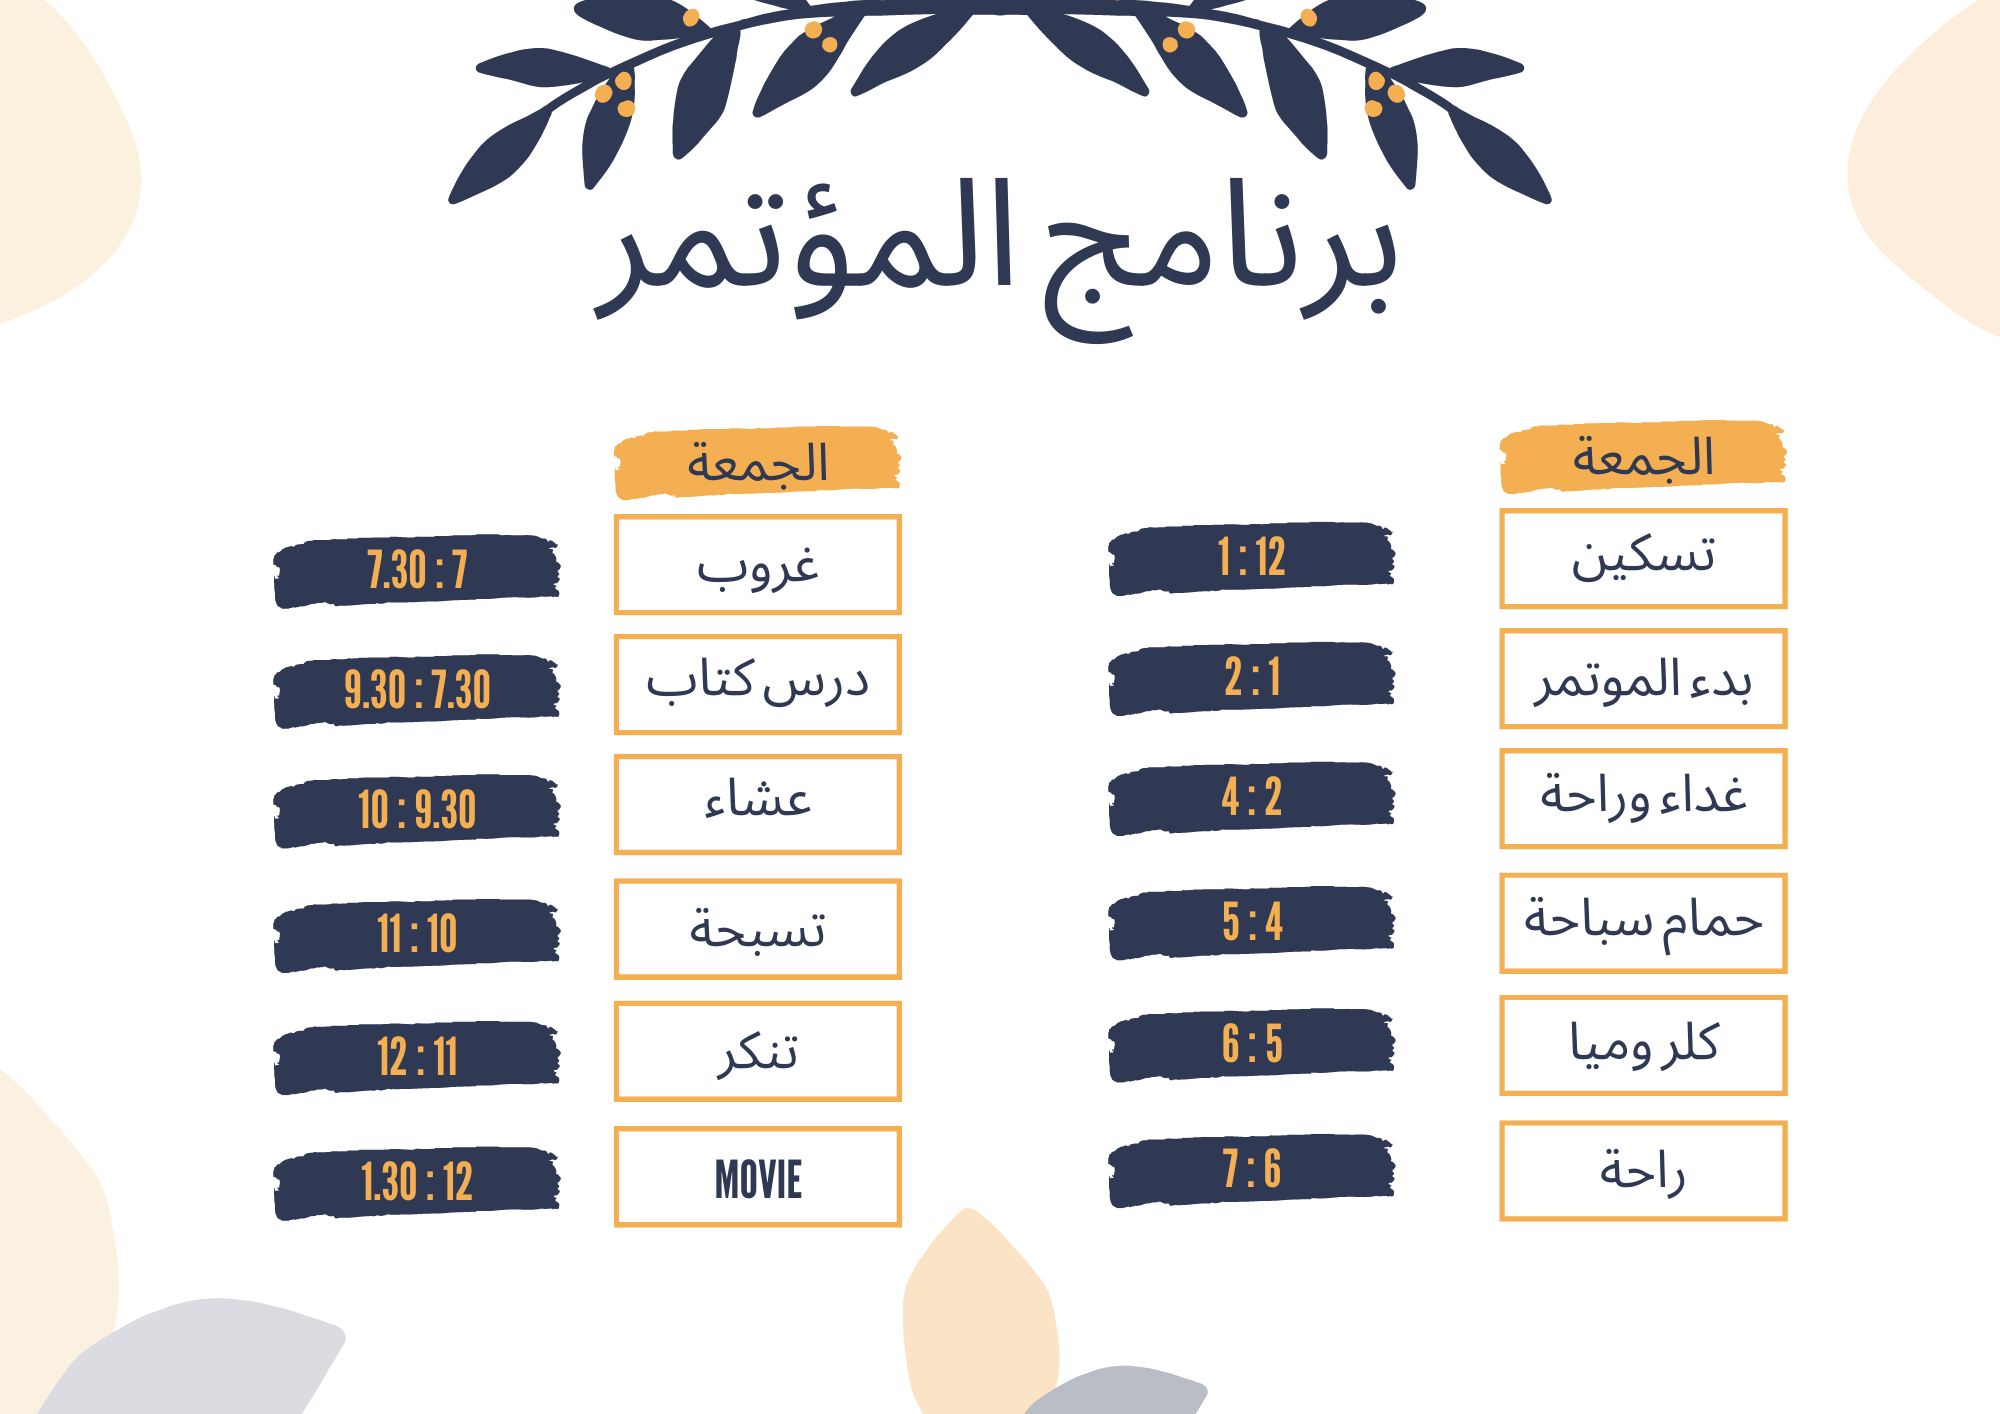 برنامج المؤتمر
الجمعة
تسكين
1 : 12
بدء الموتمر
2 : 1
غداء وراحة
4 : 2
حمام سباحة
5 : 4
كلر وميا
6 : 5
راحة
7 : 6
الجمعة
غروب
7.30 : 7
درس كتاب
9.30 : 7.30
عشاء
10 : 9.30
تسبحة
11 : 10
تنكر
12 : 11
MOVIE
1.30 : 12